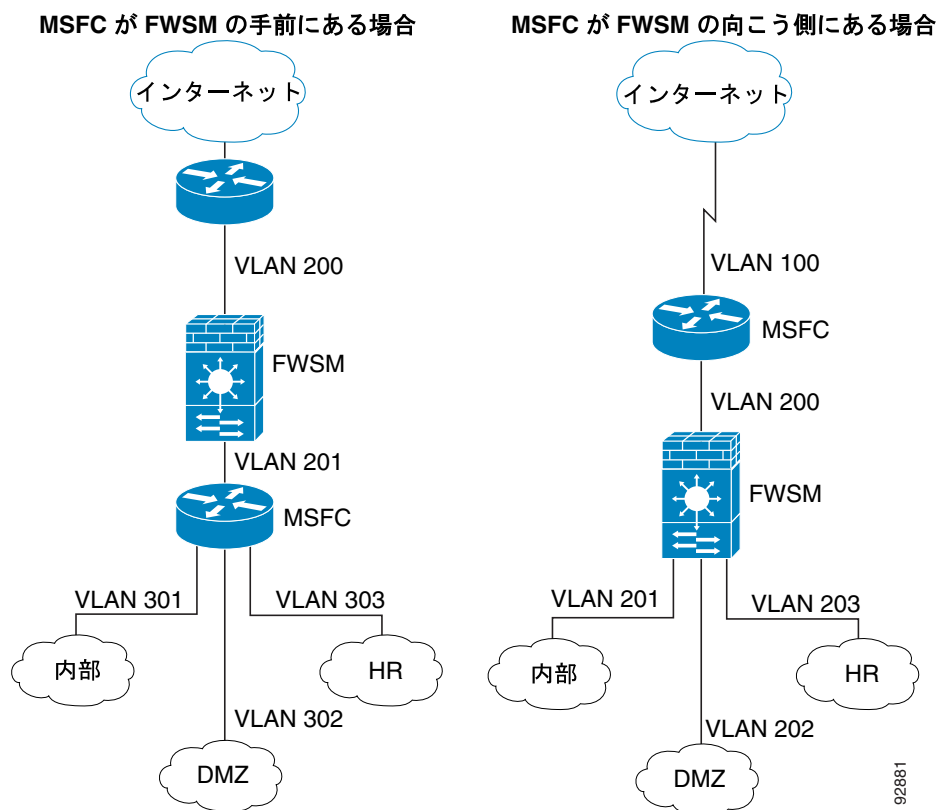 MSFC が FWSM の手前にある場合
インターネット
VLAN 200
FWSM
VLAN 201
MSFC
VLAN 301
VLAN 303
内部
HR
VLAN 302
DMZ
MSFC が FWSM の向こう側にある場合
インターネット
VLAN 100
MSFC
VLAN 200
FWSM
VLAN 201
VLAN 203
内部
HR
VLAN 202
DMZ
92881